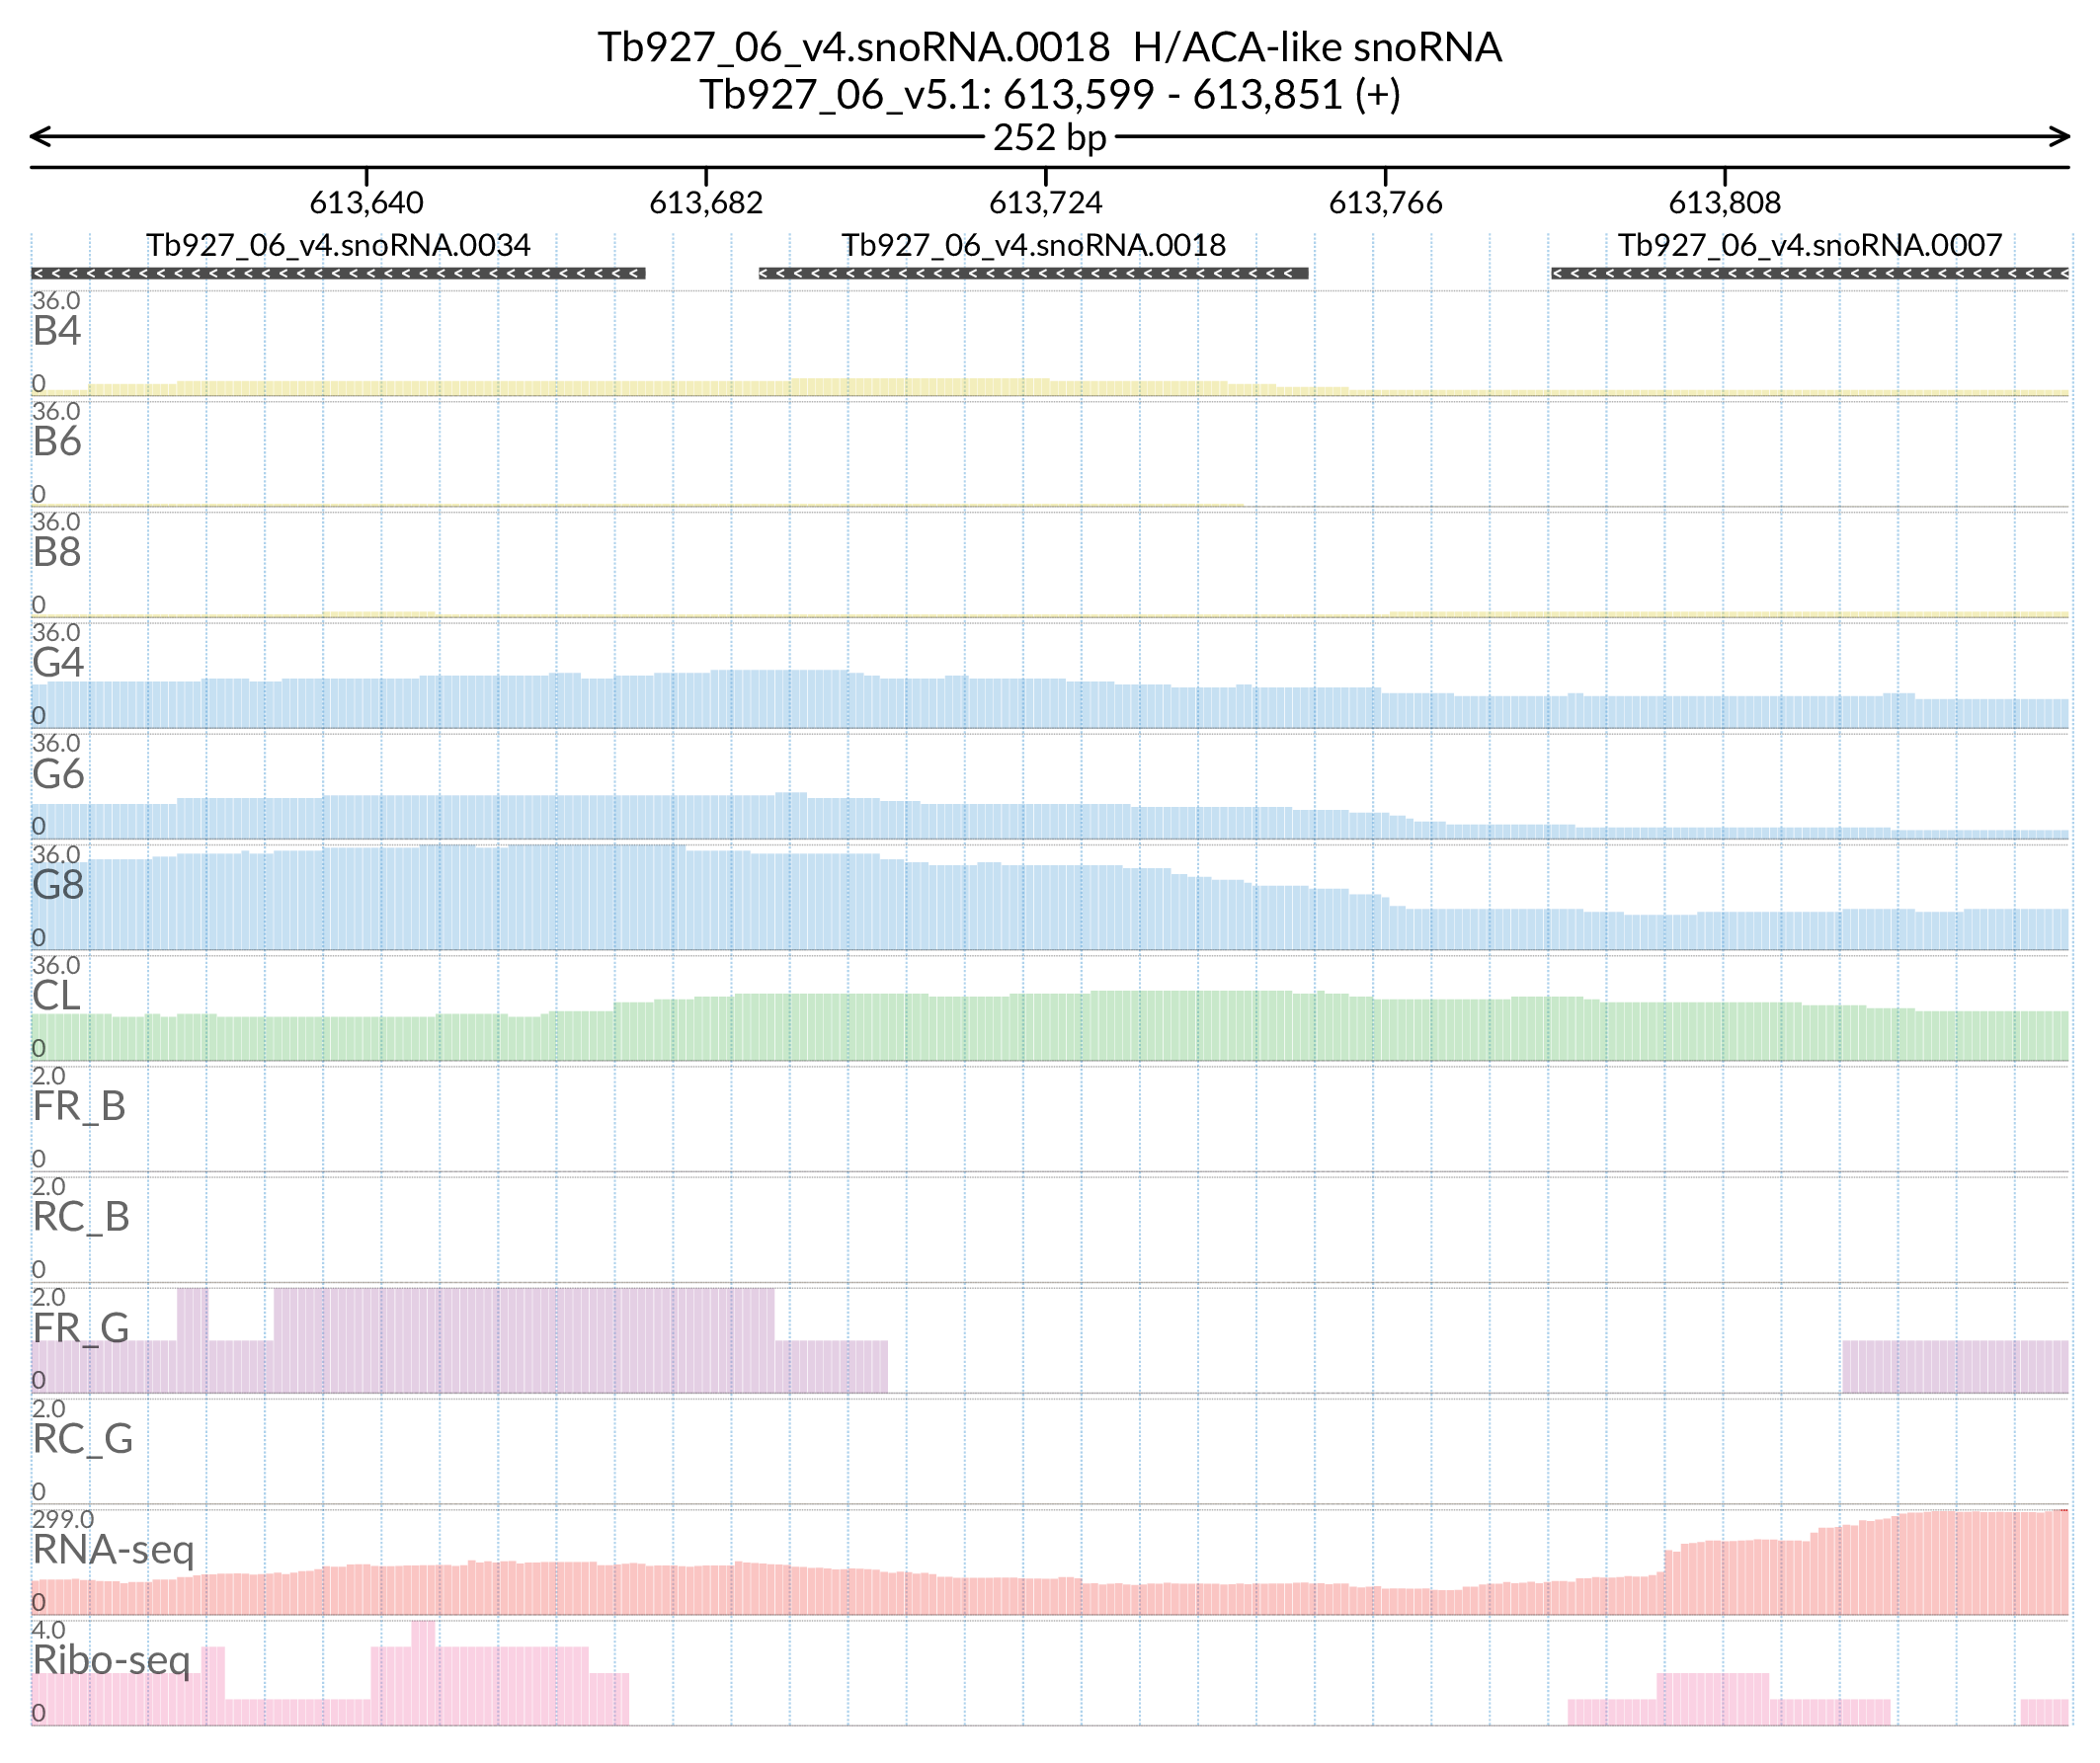 Tb927_06_v4.snoRNA.0018 H/ACA-like snoRNA
Tb927_06_v5.1: 613,599 - 613,851 (+)
252 bp
613,640 613,682 613,724 613,766 613,808
Tb927_06_v4.snoRNA.0034 Tb927_06_v4.snoRNA.0018 Tb927_06_v4.snoRNA.0007
36.0
B4
0
36.0
B6
0
36.0
B8
0
36.0
G4
0
36.0
G6
0
36.0
G8
0
36.0
CL
0
2.0
FR_B
0
2.0
RC_B
0
2.0
FR_G
0
2.0
RC_G
0
299.0
RNA-seq
0
4.0
Ribo-seq
0